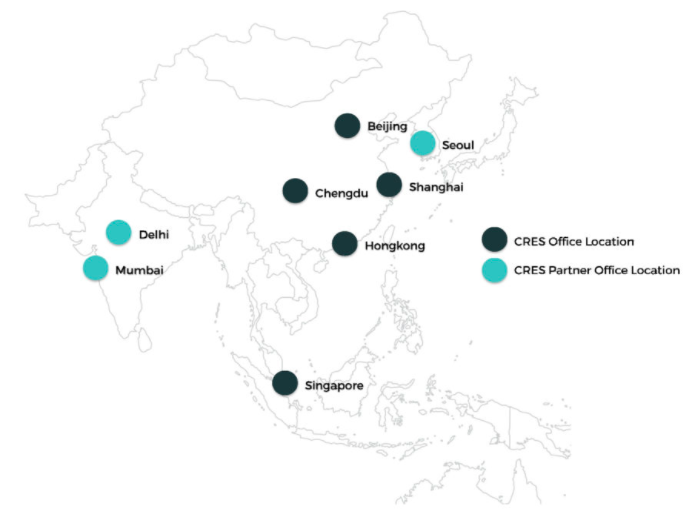 Beijing
Seoul
Chengdu
Shanghai
Delhi
Hongkong
CRES Office Location
Mumbai
CRES Partner Office Location
Singapore